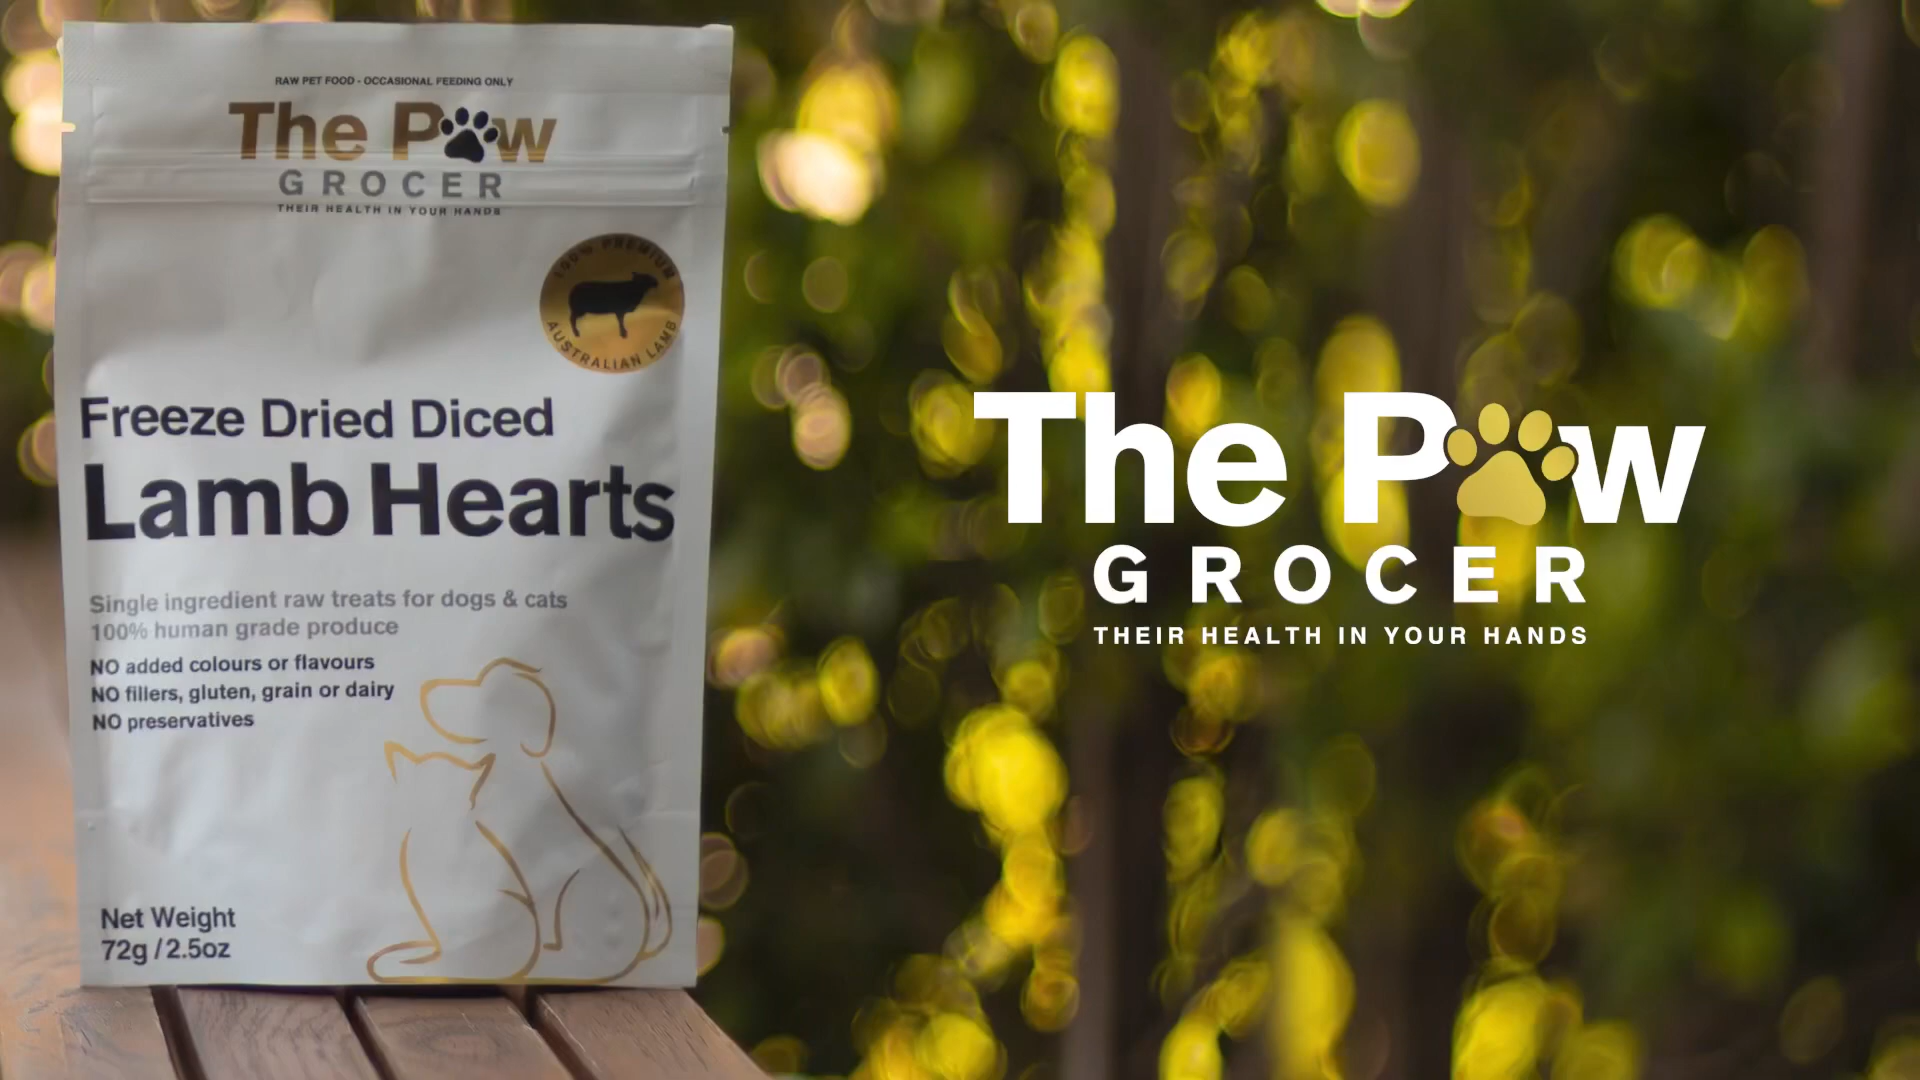 RAW PET FOOD - OCCASIONAL FEEDING ONLY
The Paw
GROCER
THEIR HEALTH IN YOUR HANDS
100% PREMIUM
AUSTRALIAN LAMB
Freeze Dried Diced
Lamb Hearts
Single ingredient raw treats for dogs & cats
100% human grade produce
NO added colours or flavours
NO fillers, gluten, grain or dairy
NO preservatives
Net Weight
72g / 2.5oz
The Paw
GROCER
THEIR HEALTH IN YOUR HANDS